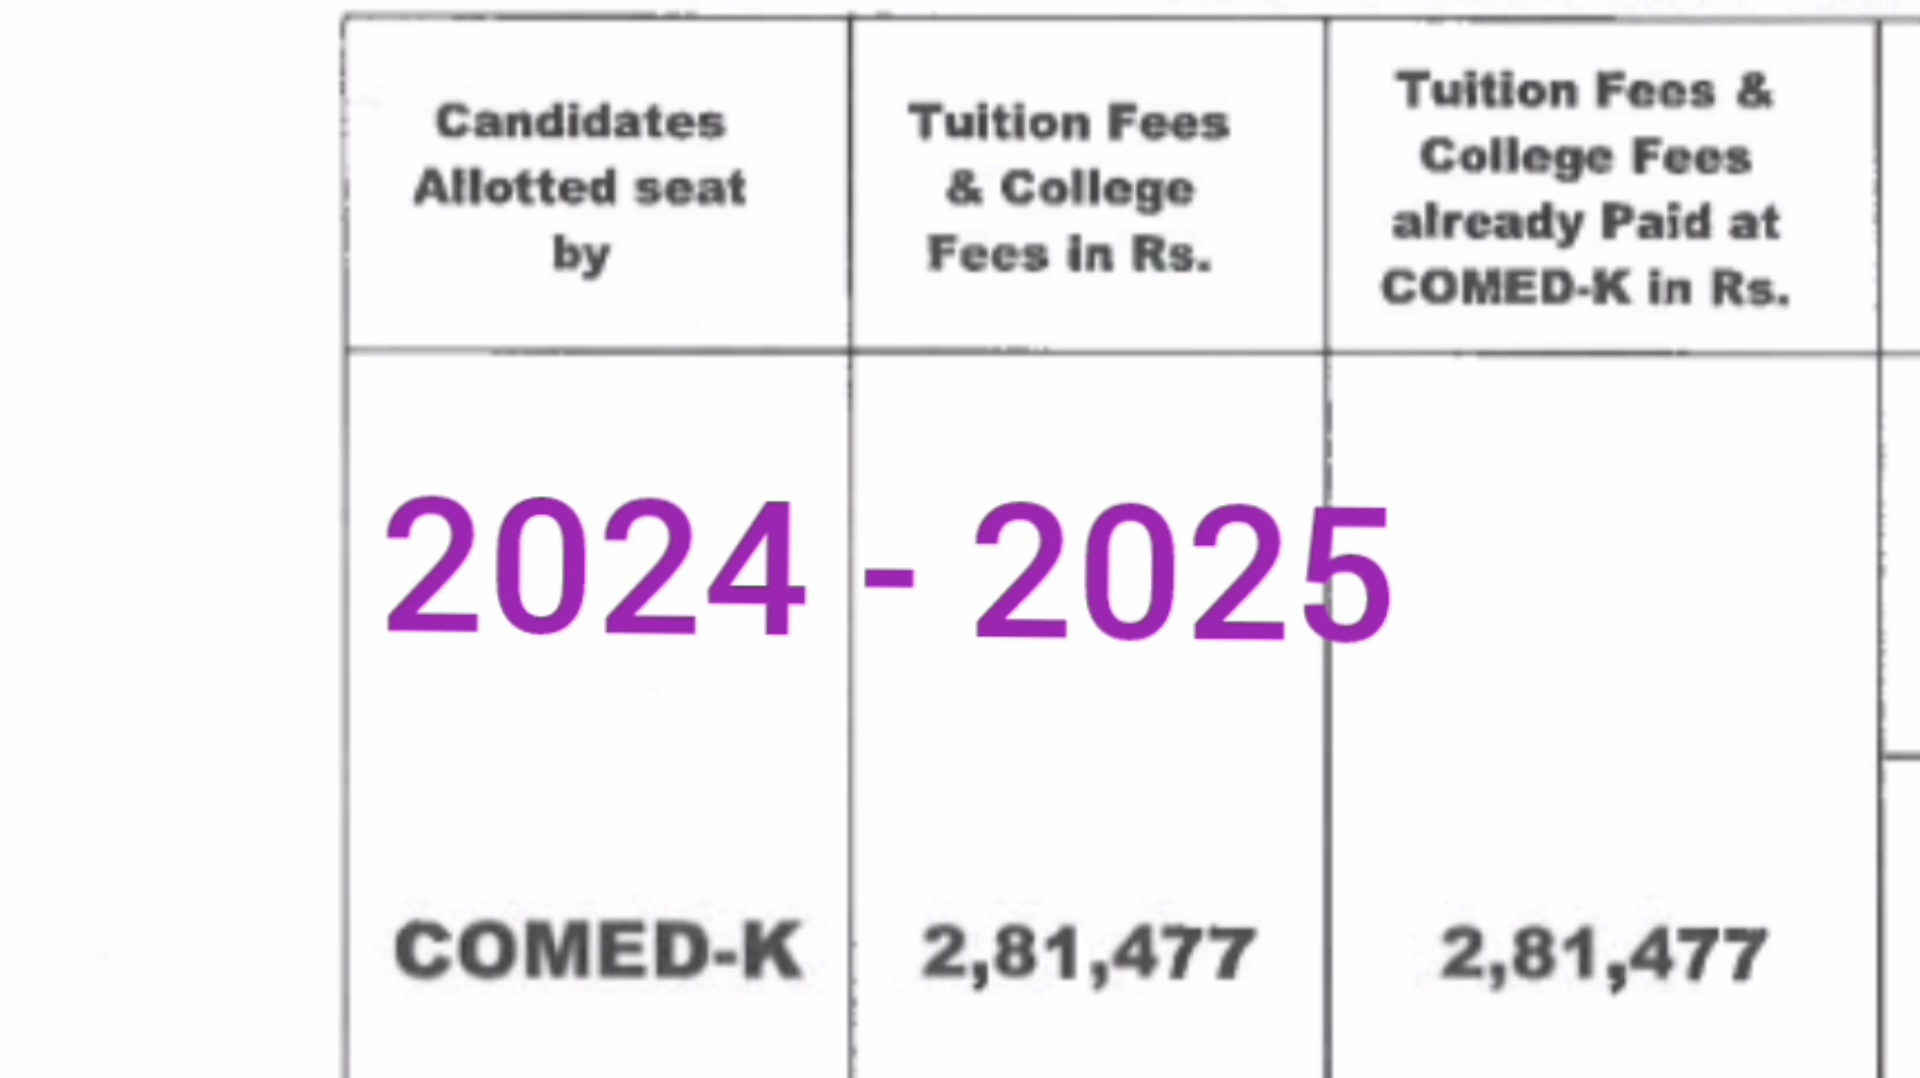 Candidates
Allotted seat
by
Tuition Fees
& College
Fees in Rs.
Tuition Fees &
College Fees
already Paid at
COMED-K in Rs.
2024 - 2025
COMED-K
2,81,477
2,81,477